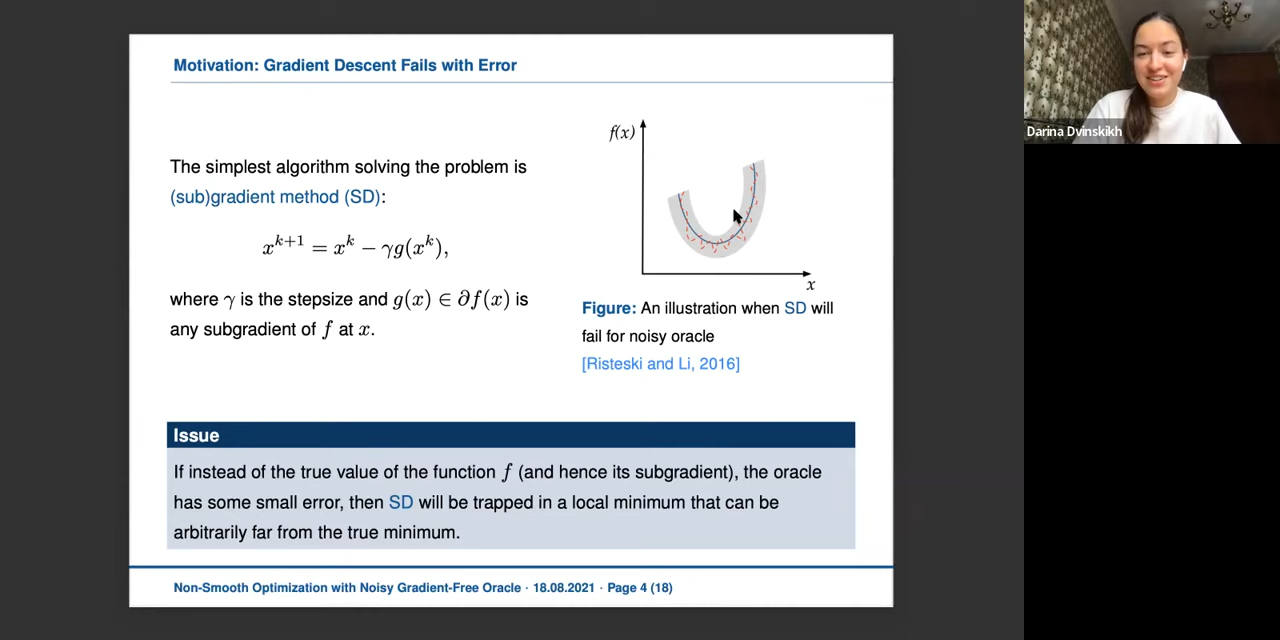 Motivation: Gradient Descent Fails with Error
The simplest algorithm solving the problem is
(sub)gradient method (SD):
x^{k+1} = x^k − γg(x^k),
where γ is the stepsize and g(x) ∈ ∂f(x) is
any subgradient of f at x.
f(x)
x
Figure: An illustration when SD will
fail for noisy oracle
[Risteski and Li, 2016]
Issue
If instead of the true value of the function f (and hence its subgradient), the oracle
has some small error, then SD will be trapped in a local minimum that can be
arbitrarily far from the true minimum.
Non-Smooth Optimization with Noisy Gradient-Free Oracle · 18.08.2021 · Page 4 (18)
Darina Dvinskikh